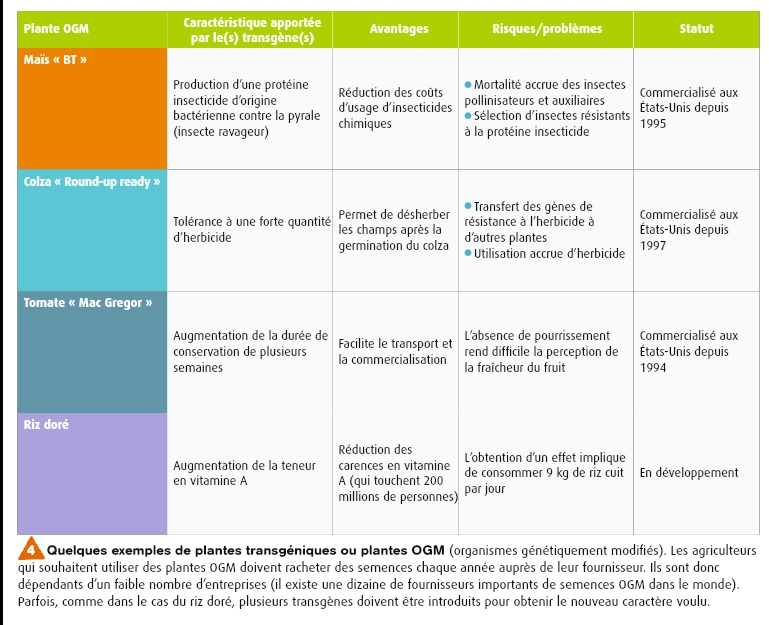 Plante OGM
Caractéristique apportée
par le(s) transgène(s)
Avantages
Risques/problèmes
Statut
Maïs « BT »
Production d'une protéine
insecticide d'origine
bactérienne contre la pyrale
(insecte ravageur)
Réduction des coûts
d'usage d'insecticides
chimiques
● Mortalité accrue des insectes
pollinisateurs et auxiliaires
● Sélection d'insectes résistants
à la protéine insecticide
Commercialisé aux
États-Unis depuis
1995
Colza « Round-up ready »
Tolérance à une forte quantité
d'herbicide
Permet de désherber
les champs après la
germination du colza
● Transfert des gènes de
résistance à l'herbicide à
d'autres plantes
● Utilisation accrue d'herbicide
Commercialisé aux
États-Unis depuis
1997
Tomate « Mac Gregor »
Augmentation de la durée de
conservation de plusieurs
semaines
Facilite le transport et
la commercialisation
L'absence de pourrissement
rend difficile la perception de
la fraîcheur du fruit
Commercialisé aux
États-Unis depuis
1994
Riz doré
Augmentation de la teneur
en vitamine A
Réduction des
carences en vitamine
A (qui touchent 200
millions de personnes)
L'obtention d'un effet implique
de consommer 9 kg de riz cuit
par jour
En développement
4 Quelques exemples de plantes transgéniques ou plantes OGM (organismes génétiquement modifiés). Les agriculteurs
qui souhaitent utiliser des plantes OGM doivent racheter des semences chaque année auprès de leur fournisseur. Ils sont donc
dépendants d'un faible nombre d'entreprises (il existe une dizaine de fournisseurs importants de semences OGM dans le monde).
Parfois, comme dans le cas du riz doré, plusieurs transgènes doivent être introduits pour obtenir le nouveau caractère voulu.